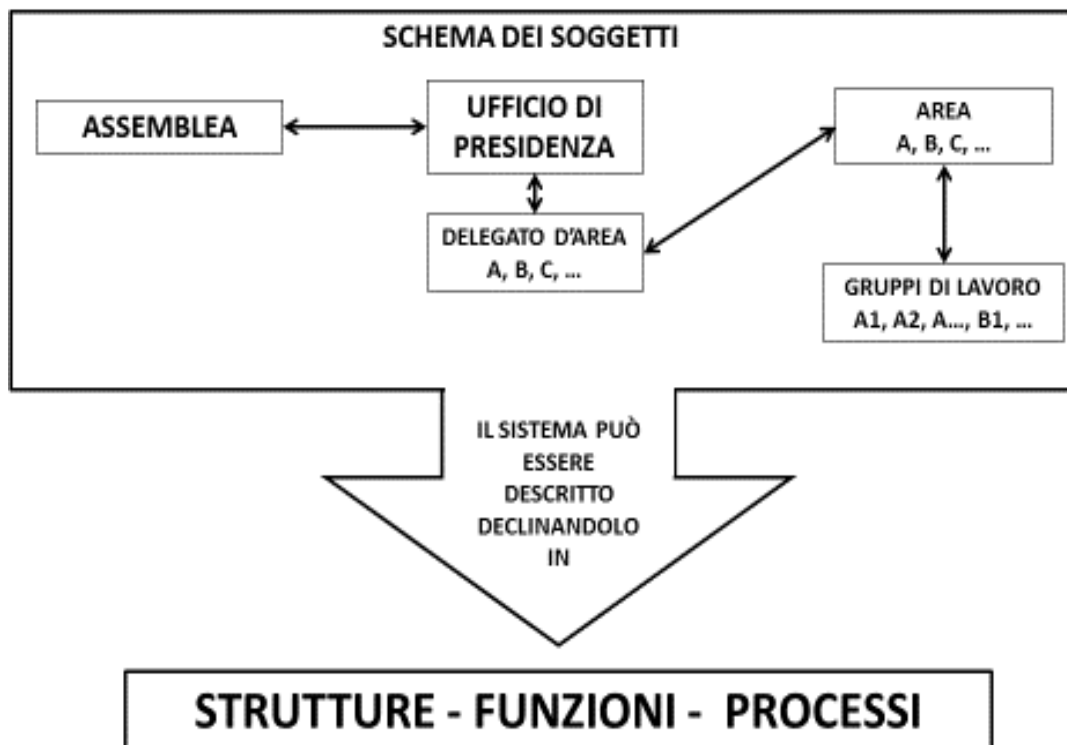 SCHEMA DEI SOGGETTI
ASSEMBLEA
UFFICIO DI
PRESIDENZA
DELEGATO D'AREA
A, B, C, ...
AREA
A, B, C, ...
GRUPPI DI LAVORO
A1, A2, A..., B1, ...
IL SISTEMA PUÒ
ESSERE
DESCRITTO
DECLINANDOLO
IN
STRUTTURE - FUNZIONI - PROCESSI